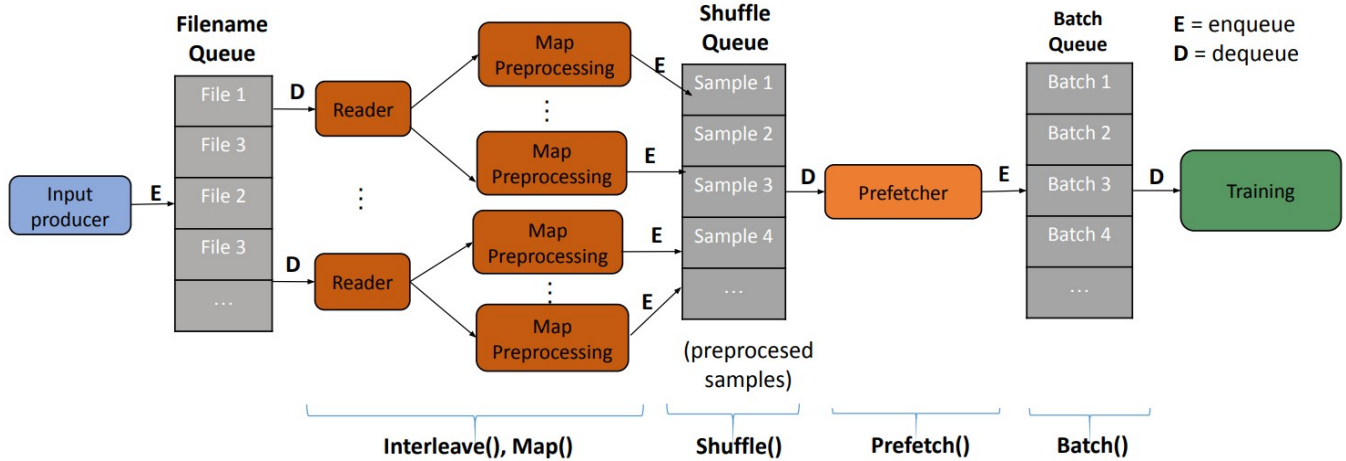 Filename
Queue
File 1
File 3
File 2
File 3
...
Input
producer
E
D
D
Reader
Reader
Map
Preprocessing
Map
Preprocessing
Map
Preprocessing
Map
Preprocessing
E
E
E
E
Shuffle
Queue
Sample 1
Sample 2
Sample 3
Sample 4
...
(preprocesed
samples)
D
Prefetcher
E
Batch
Queue
Batch 1
Batch 2
Batch 3
Batch 4
...
D
Training
E = enqueue
D = dequeue
Interleave(), Map()
Shuffle()
Prefetch()
Batch()